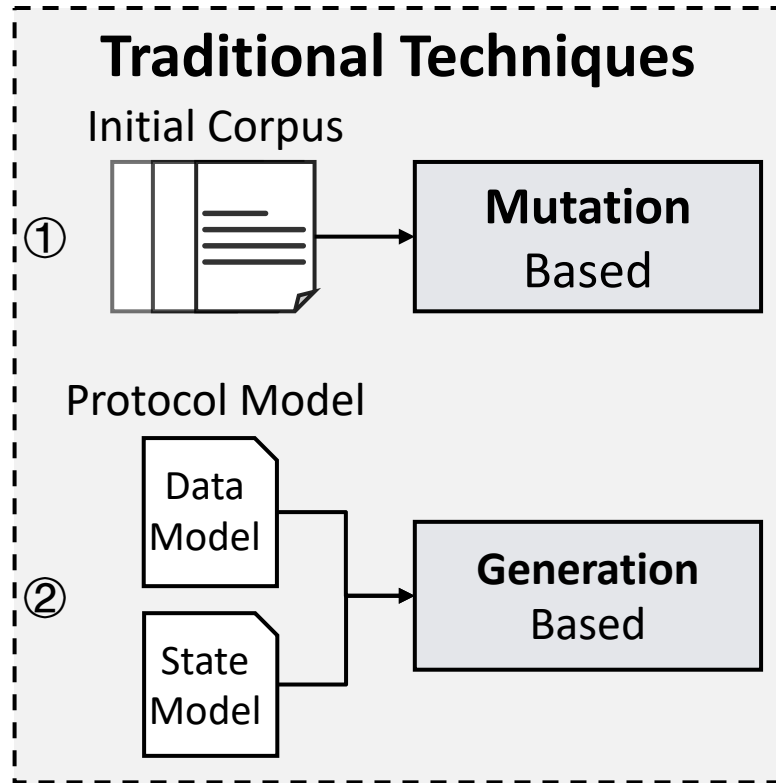 Traditional Techniques
Initial Corpus
①
Mutation
Based
Protocol Model
Data
Model
②
Generation
Based
State
Model